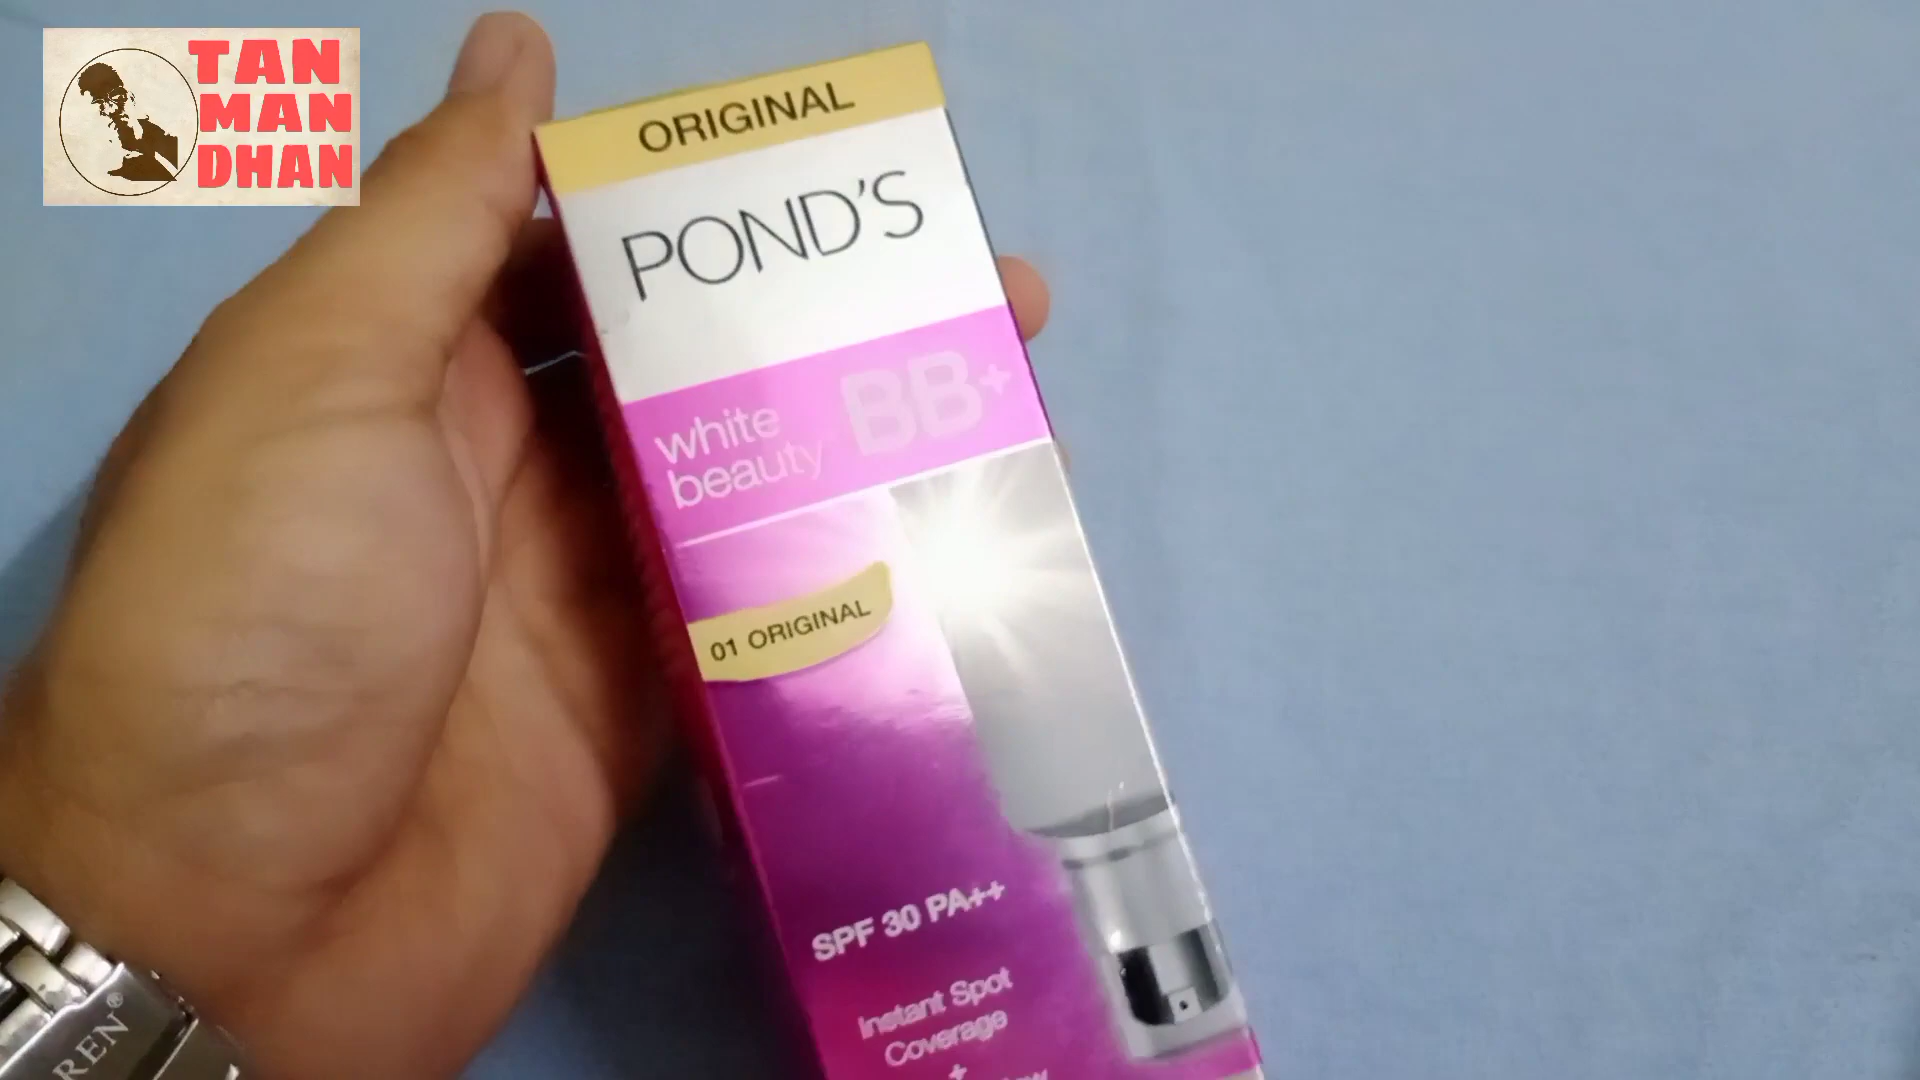 TAN
MAN
DHAN
ORIGINAL
POND'S
white
beauty
BB+
01 ORIGINAL
SPF 30 PA++
Instant Spot
Coverage
+
REN®